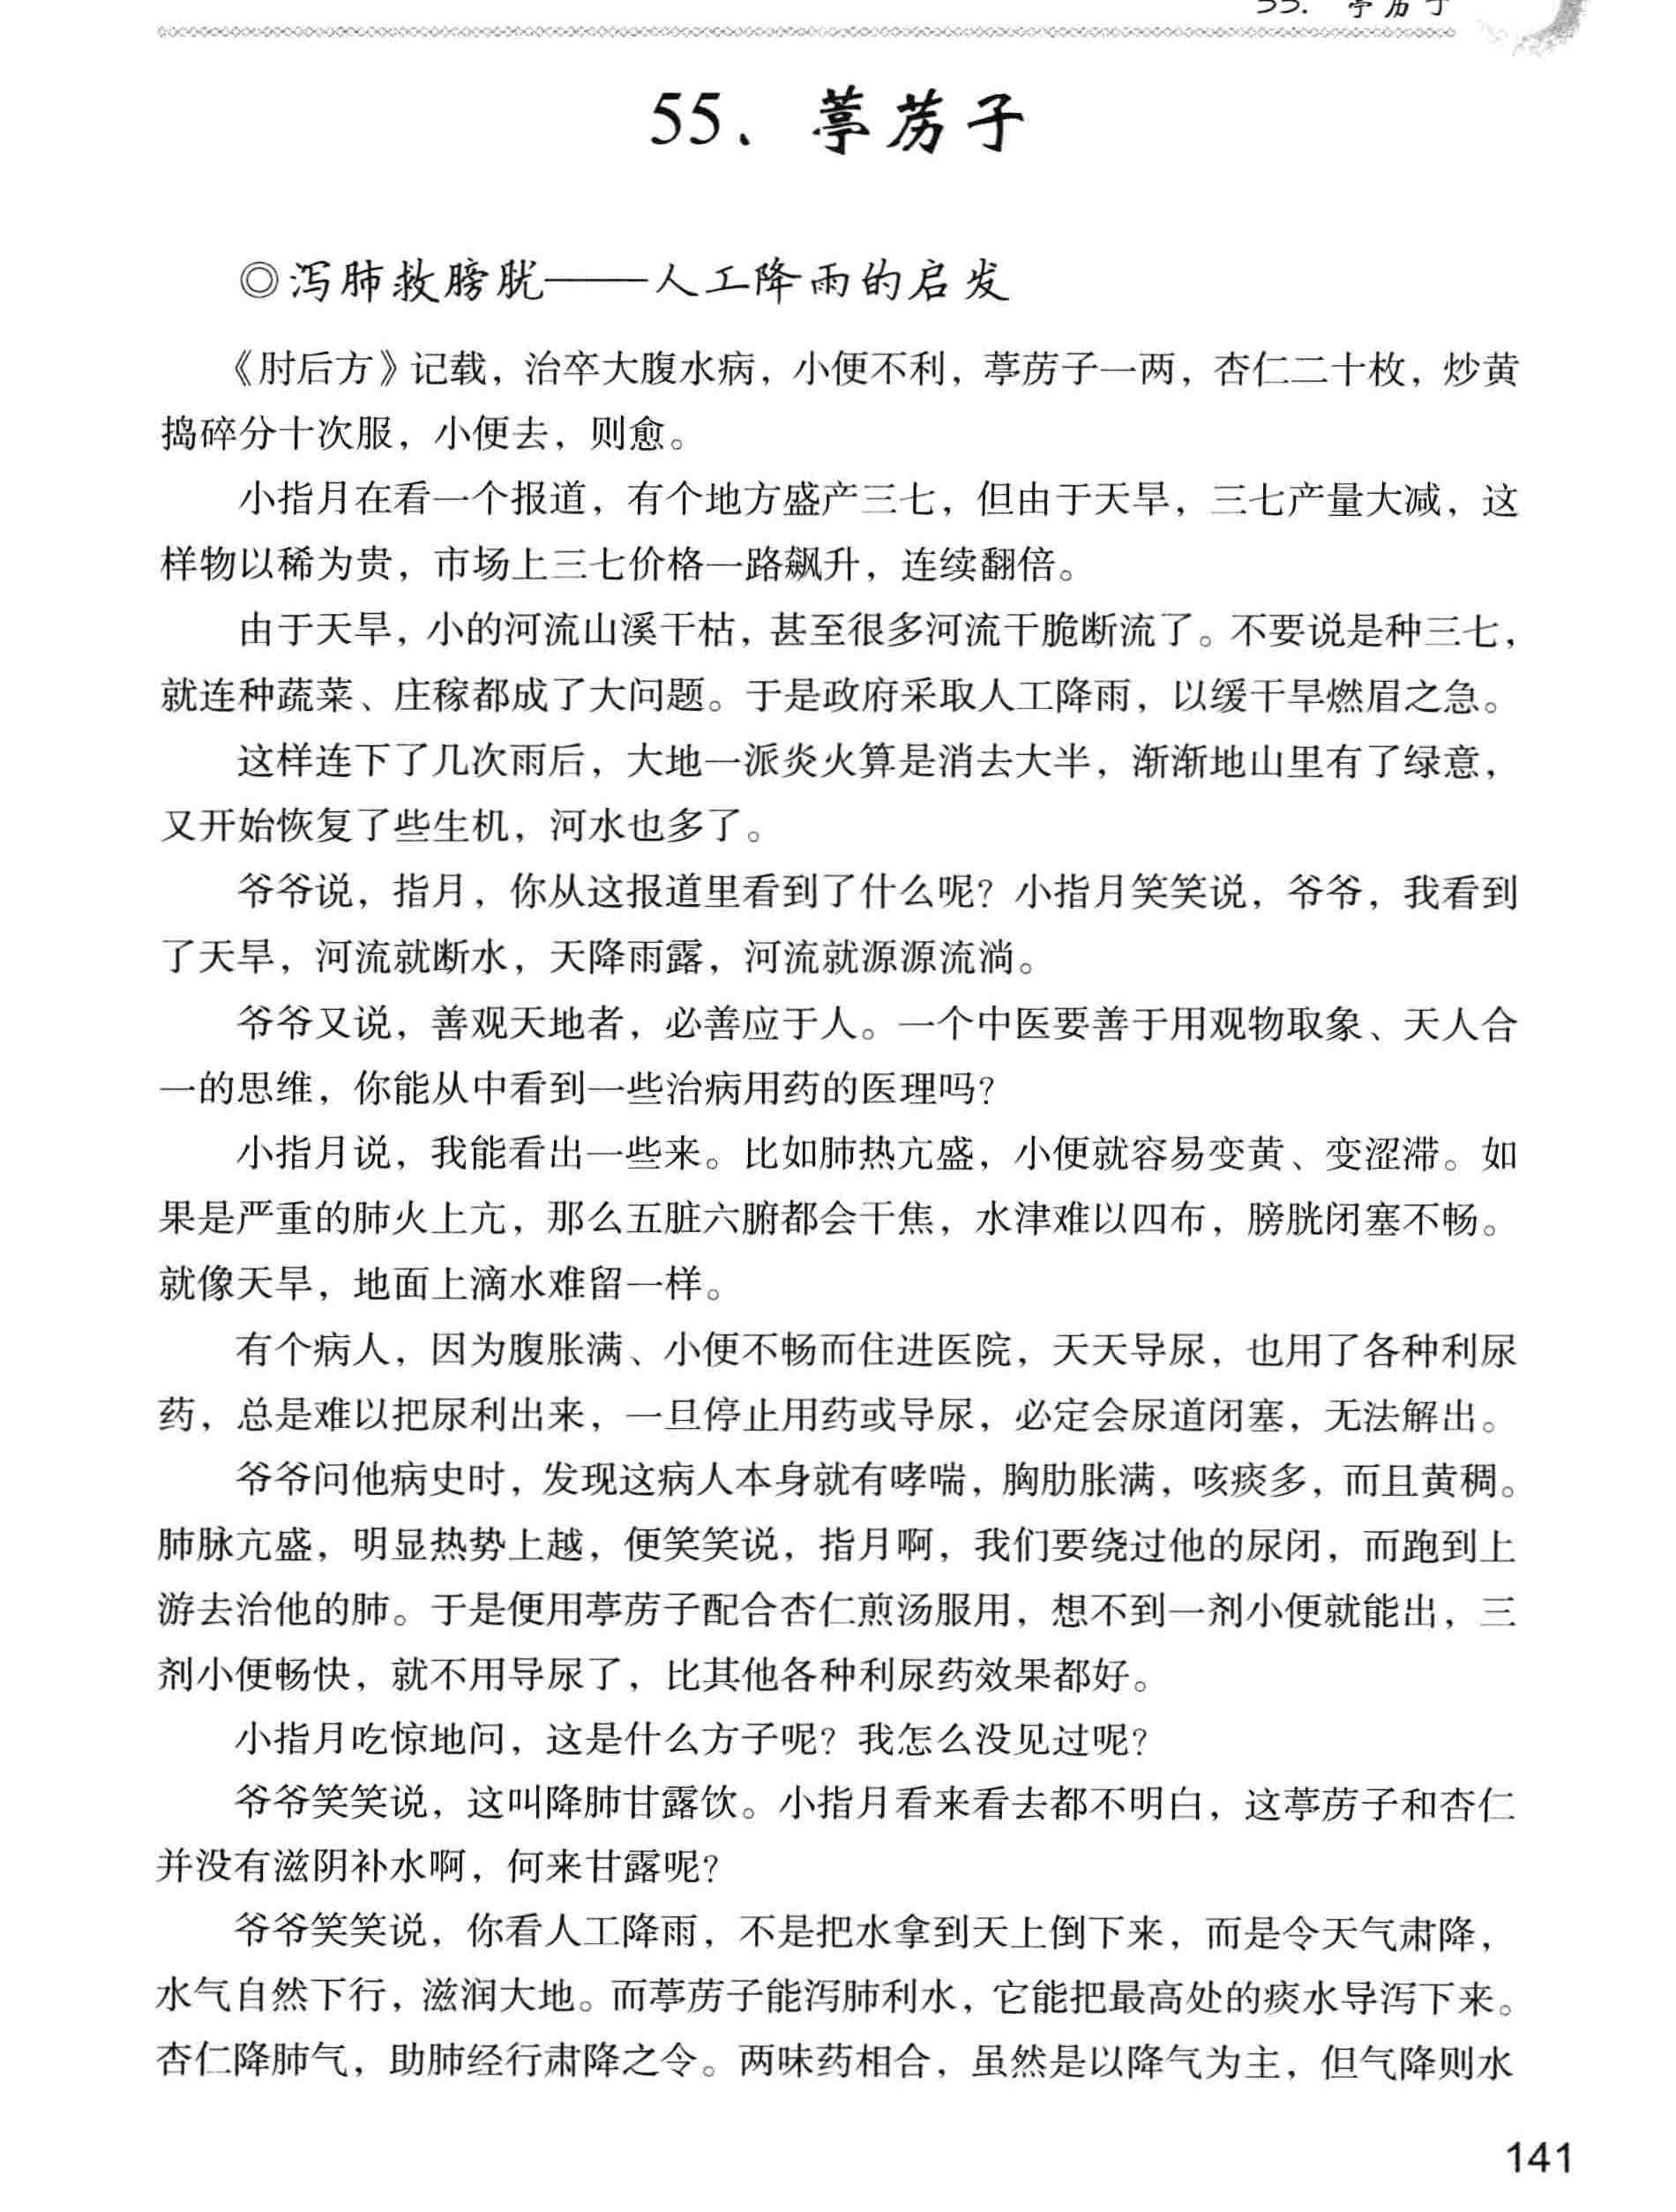 55. 葶苈子
55、葶苈子
◎泻肺救膀胱——人工降雨的启发
《肘后方》记载，治卒大腹水病，小便不利，葶苈子一两，杏仁二十枚，炒黄
捣碎分十次服，小便去，则愈。
小指月在看一个报道，有个地方盛产三七，但由于天旱，三七产量大减，这
样物以稀为贵，市场上三七价格一路飙升，连续翻倍。
由于天旱，小的河流山溪干枯，甚至很多河流干脆断流了。不要说是种三七，
就连种蔬菜、庄稼都成了大问题。于是政府采取人工降雨，以缓干旱燃眉之急。
这样连下了几次雨后，大地一派炎火算是消去大半，渐渐地山里有了绿意，
又开始恢复了些生机，河水也多了。
爷爷说，指月，你从这报道里看到了什么呢？小指月笑笑说，爷爷，我看到
了天旱，河流就断水，天降雨露，河流就源源流淌。
爷爷又说，善观天地者，必善应于人。一个中医要善于用观物取象、天人合
一的思维，你能从中看到一些治病用药的医理吗？
小指月说，我能看出一些来。比如肺热亢盛，小便就容易变黄、变涩滞。如
果是严重的肺火上亢，那么五脏六腑都会干焦，水津难以四布，膀胱闭塞不畅。
就像天旱，地面上滴水难留一样。
有个病人，因为腹胀满、小便不畅而住进医院，天天导尿，也用了各种利尿
药，总是难以把尿利出来，一旦停止用药或导尿，必定会尿道闭塞，无法解出。
爷爷问他病史时，发现这病人本身就有哮喘，胸肋胀满，咳痰多，而且黄稠。
肺脉亢盛，明显热势上越，便笑笑说，指月啊，我们要绕过他的尿闭，而跑到上
游去治他的肺。于是便用葶苈子配合杏仁煎汤服用，想不到一剂小便就能出，三
剂小便畅快，就不用导尿了，比其他各种利尿药效果都好。
小指月吃惊地问，这是什么方子呢？我怎么没见过呢？
爷爷笑笑说，这叫降肺甘露饮。小指月看来看去都不明白，这葶苈子和杏仁
并没有滋阴补水啊，何来甘露呢？
爷爷笑笑说，你看人工降雨，不是把水拿到天上倒下来，而是令天气肃降，
水气自然下行，滋润大地。而葶苈子能泻肺利水，它能把最高处的痰水导泻下来。
杏仁降肺气，助肺经行肃降之令。两味药相合，虽然是以降气为主，但气降则水
141